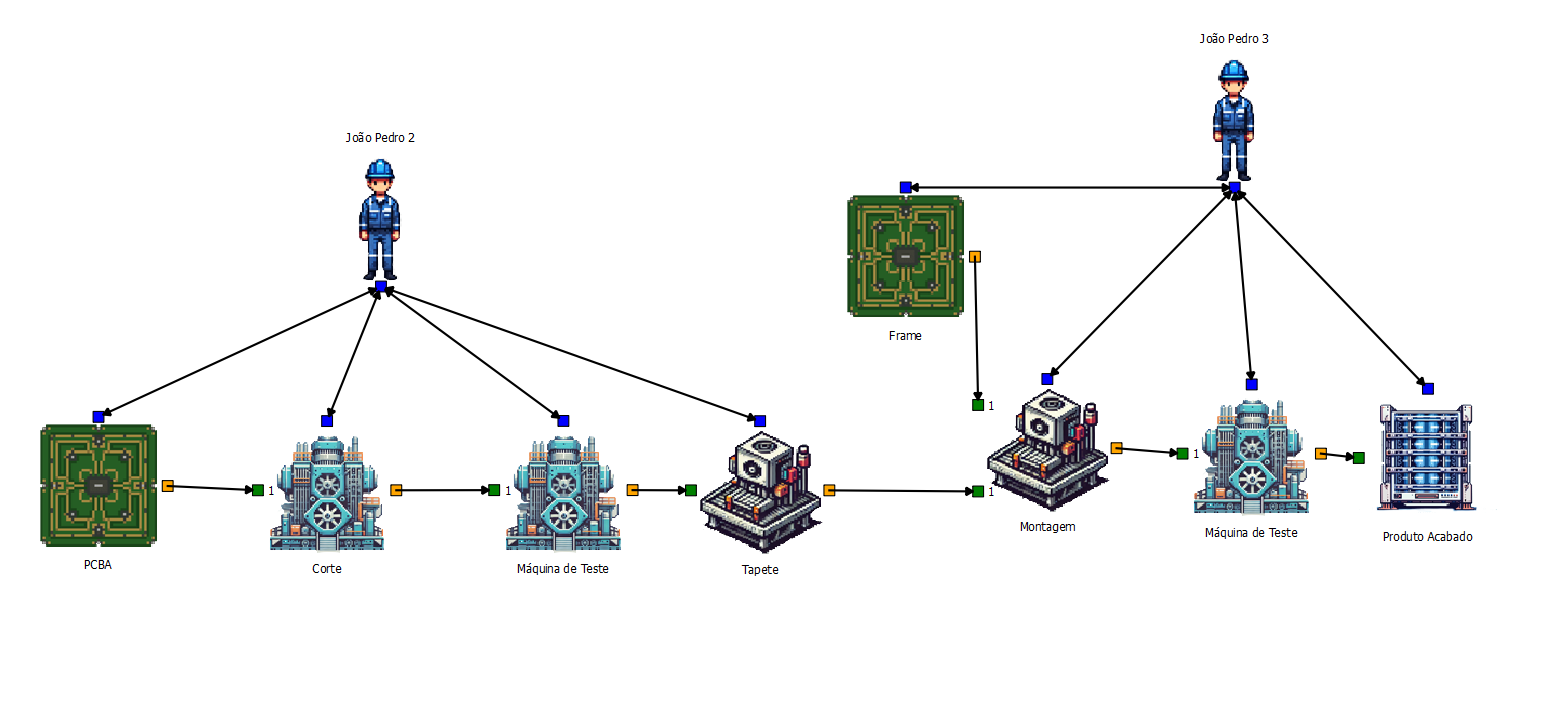 João Pedro 3
João Pedro 2
Frame
1
1
1
1
1
Montagem
Máquina de Teste
Produto Acabado
PCBA
Corte
Máquina de Teste
Tapete